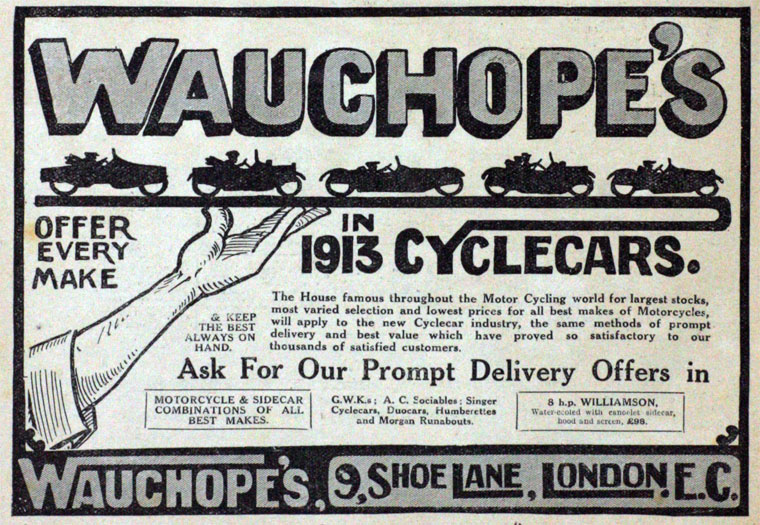 WAUCHOPE'S
OFFER
EVERY
MAKE
IN
1913 CYCLECARS.
& KEEP
THE BEST
ALWAYS ON
HAND.
The House famous throughout the Motor Cycling world for largest stocks,
most varied selection and lowest prices for all best makes of Motorcycles,
will apply to the new Cyclecar industry, the same methods of prompt
delivery and best value which have proved so satisfactory to our
thousands of satisfied customers.
Ask For Our Prompt Delivery Offers in
MOTORCYCLE & SIDECAR
COMBINATIONS OF ALL
BEST MAKES.
G.W.K.s; A. C. Sociables; Singer
Cyclecars, Duocars, Humberettes
and Morgan Runabouts.
8 h.p. WILLIAMSON,
Water-cooled with canoelet sidecar,
hood and screen, £98.
WAUCHOPE'S, 9, SHOE LANE, LONDON. E.C.